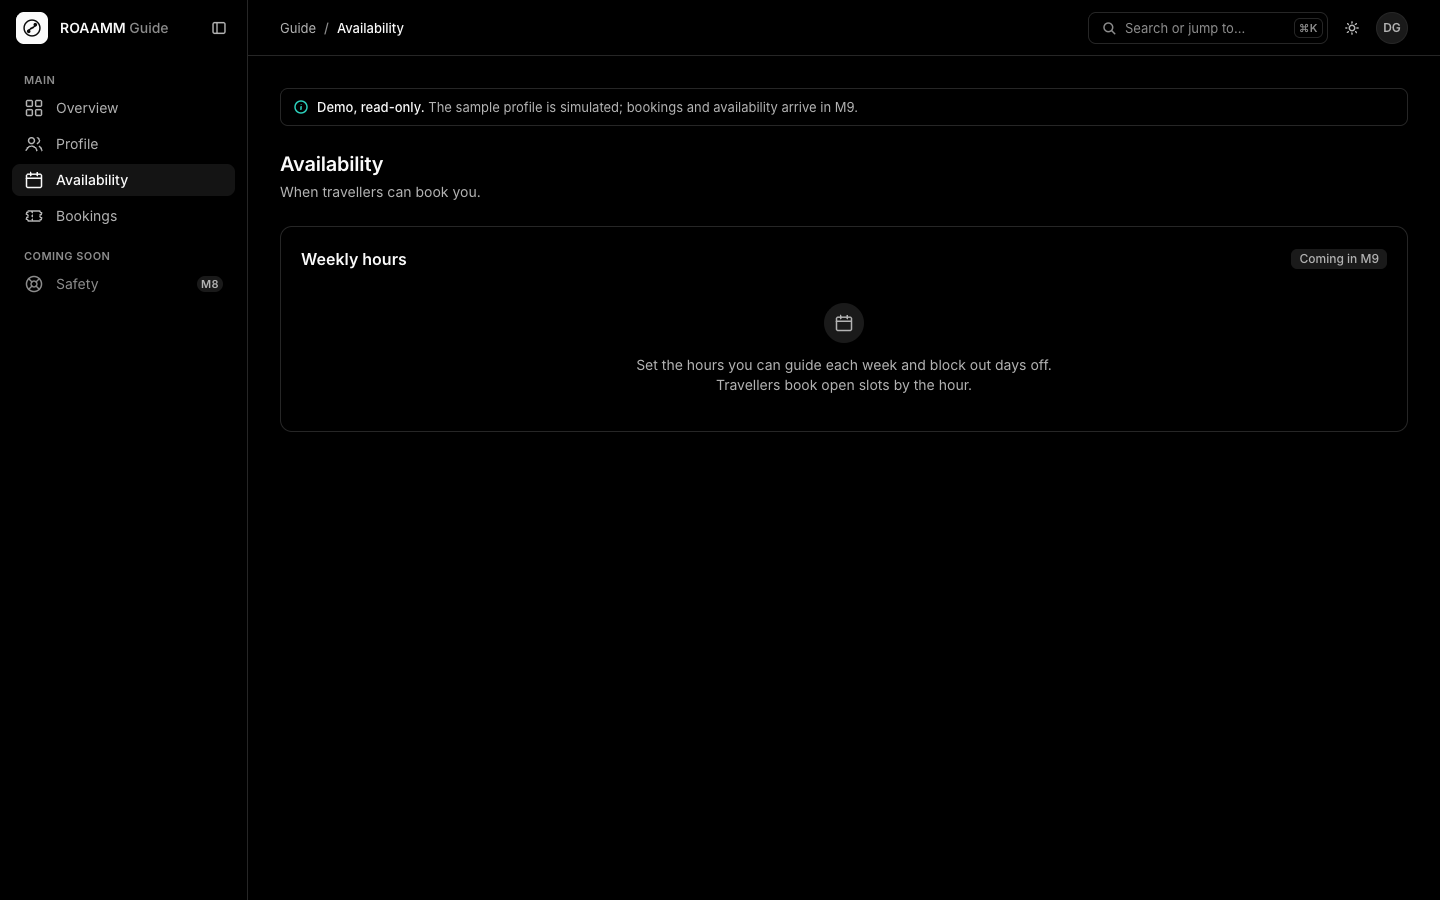 ROAAMM Guide
Guide / Availability
Search or jump to...
⌘K
DG
MAIN
Overview
Profile
Availability
Bookings
COMING SOON
Safety
M8
Demo, read-only. The sample profile is simulated; bookings and availability arrive in M9.
Availability
When travellers can book you.
Weekly hours
Coming in M9
Set the hours you can guide each week and block out days off.
Travellers book open slots by the hour.